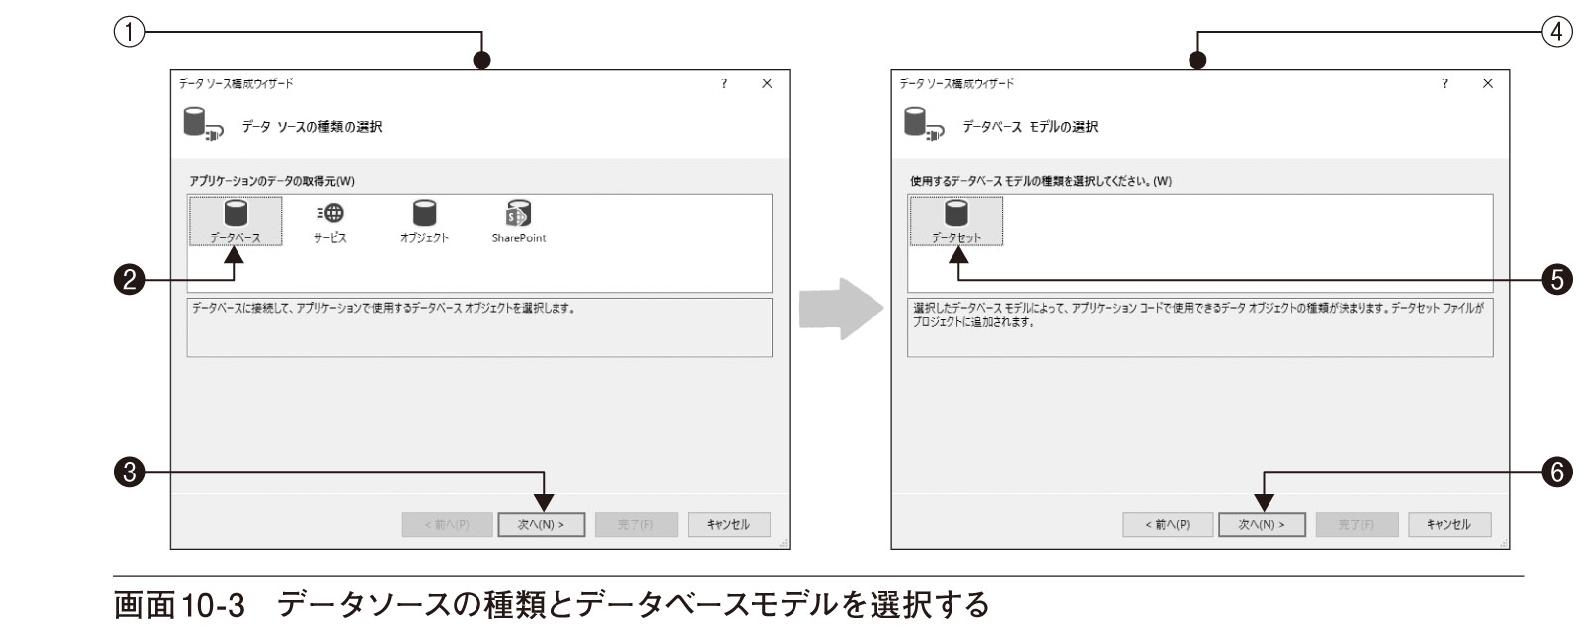 ①
④
データ ソース構成ウィザード
? ×
データ ソースの種類の選択
アプリケーションのデータの取得元(W)
データベース
サービス
オブジェクト
SharePoint
❷
データベースに接続して、アプリケーションで使用するデータベース オブジェクトを選択します。
❸
< 前へ(P)
次へ(N) >
完了(F)
キャンセル
データ ソース構成ウィザード
? ×
データベース モデルの選択
使用するデータベース モデルの種類を選択してください。(W)
データセット
❺
選択したデータベース モデルによって、アプリケーション コードで使用できるデータ オブジェクトの種類が決まります。データセット ファイルが
プロジェクトに追加されます。
❻
< 前へ(P)
次へ(N) >
完了(F)
キャンセル
画面10-3 データソースの種類とデータベースモデルを選択する